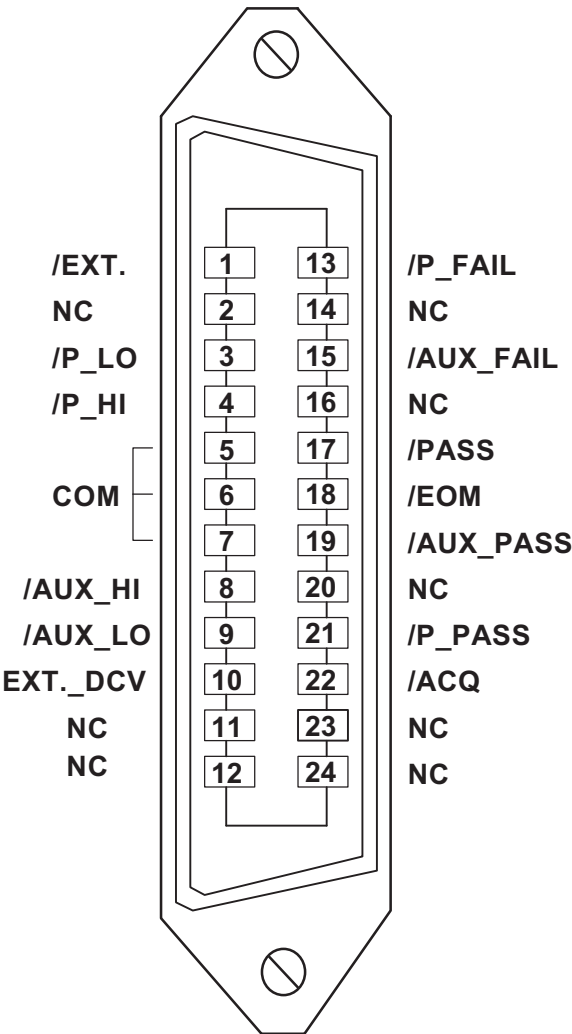 /EXT. 1 13 /P_FAIL
NC 2 14 NC
/P_LO 3 15 /AUX_FAIL
/P_HI 4 16 NC
5 17 /PASS
COM 6 18 /EOM
7 19 /AUX_PASS
/AUX_HI 8 20 NC
/AUX_LO 9 21 /P_PASS
EXT._DCV 10 22 /ACQ
NC 11 23 NC
NC 12 24 NC